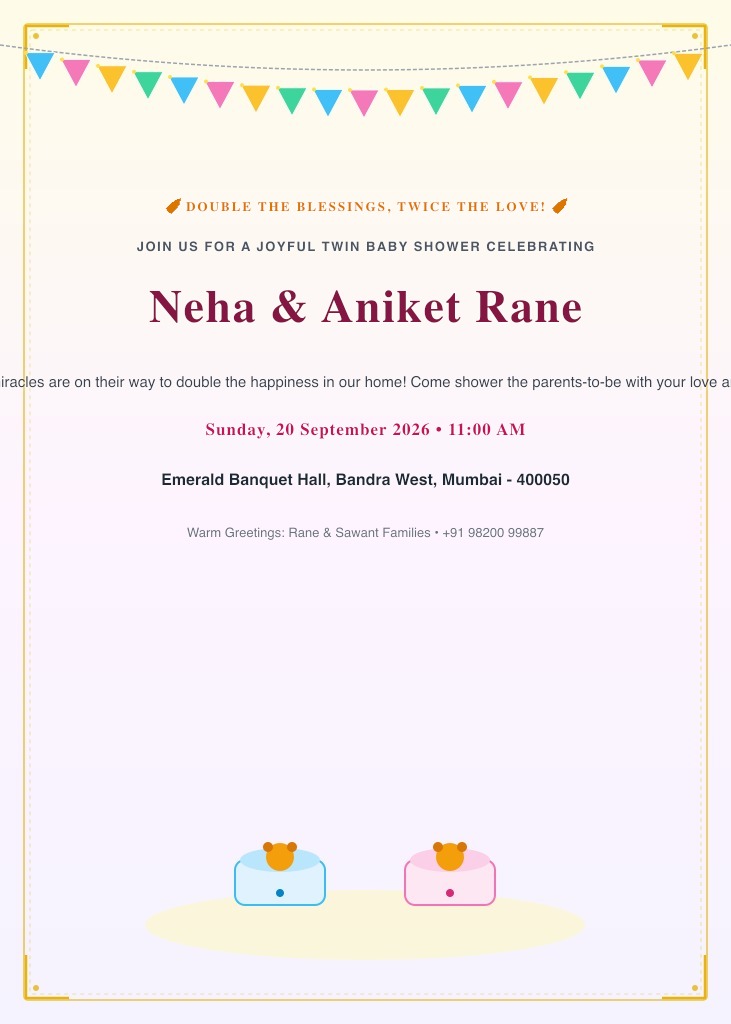 DOUBLE THE BLESSINGS, TWICE THE LOVE!
JOIN US FOR A JOYFUL TWIN BABY SHOWER CELEBRATING
Neha & Aniket Rane
are on their way to double the happiness in our home! Come shower the parents-to-be with your love
Sunday, 20 September 2026 • 11:00 AM
Emerald Banquet Hall, Bandra West, Mumbai - 400050
Warm Greetings: Rane & Sawant Families • +91 98200 99887